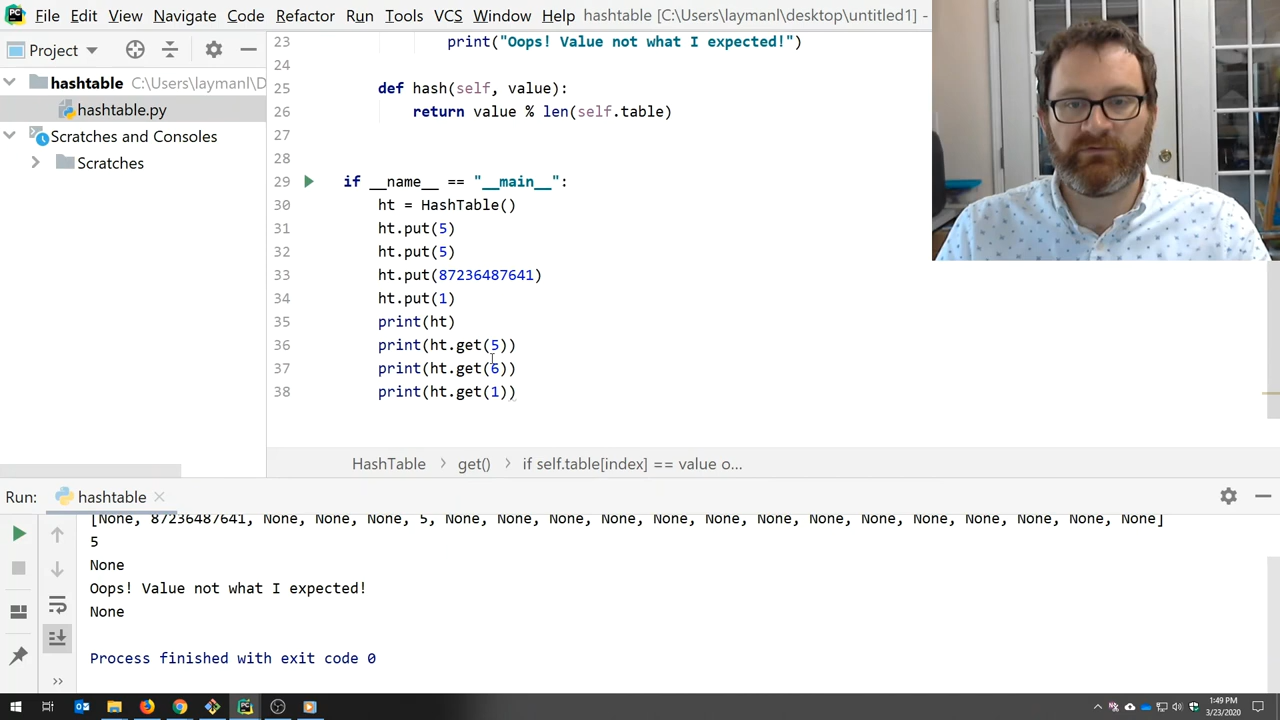 PC File Edit View Navigate Code Refactor Run Tools VCS Window Help hashtable [C:\Users\laymanl\desktop\untitled1] -
Project
hashtable C:\Users\laymanl\D
hashtable.py
Scratches and Consoles
Scratches
23 print("Oops! Value not what I expected!")
24
25 def hash(self, value):
26 return value % len(self.table)
27
28
29 if __name__ == "__main__":
30 ht = HashTable()
31 ht.put(5)
32 ht.put(5)
33 ht.put(87236487641)
34 ht.put(1)
35 print(ht)
36 print(ht.get(5))
37 print(ht.get(6))
38 print(ht.get(1))
HashTable > get() > if self.table[index] == value o...
Run: hashtable
[None, 87236487641, None, None, None, 5, None, None, None, None, None, None, None, None, None, None, None, None, None, None]
5
None
Oops! Value not what I expected!
None
Process finished with exit code 0
>>
1:49 PM
3/23/2020